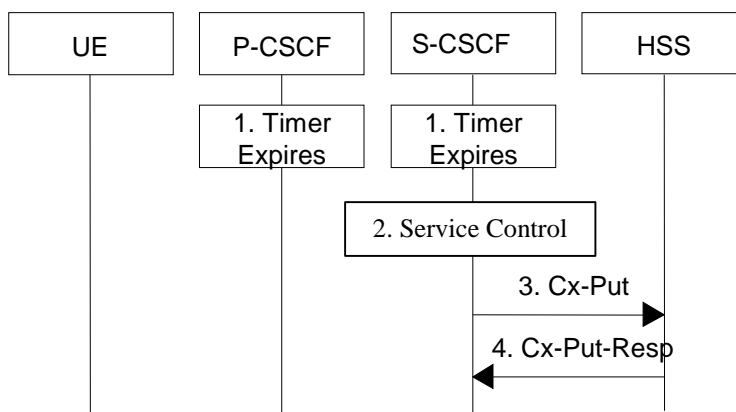 UE
P-CSCF
S-CSCF
HSS
1. Timer
Expires
1. Timer
Expires
2. Service Control
3. Cx-Put
4. Cx-Put-Resp